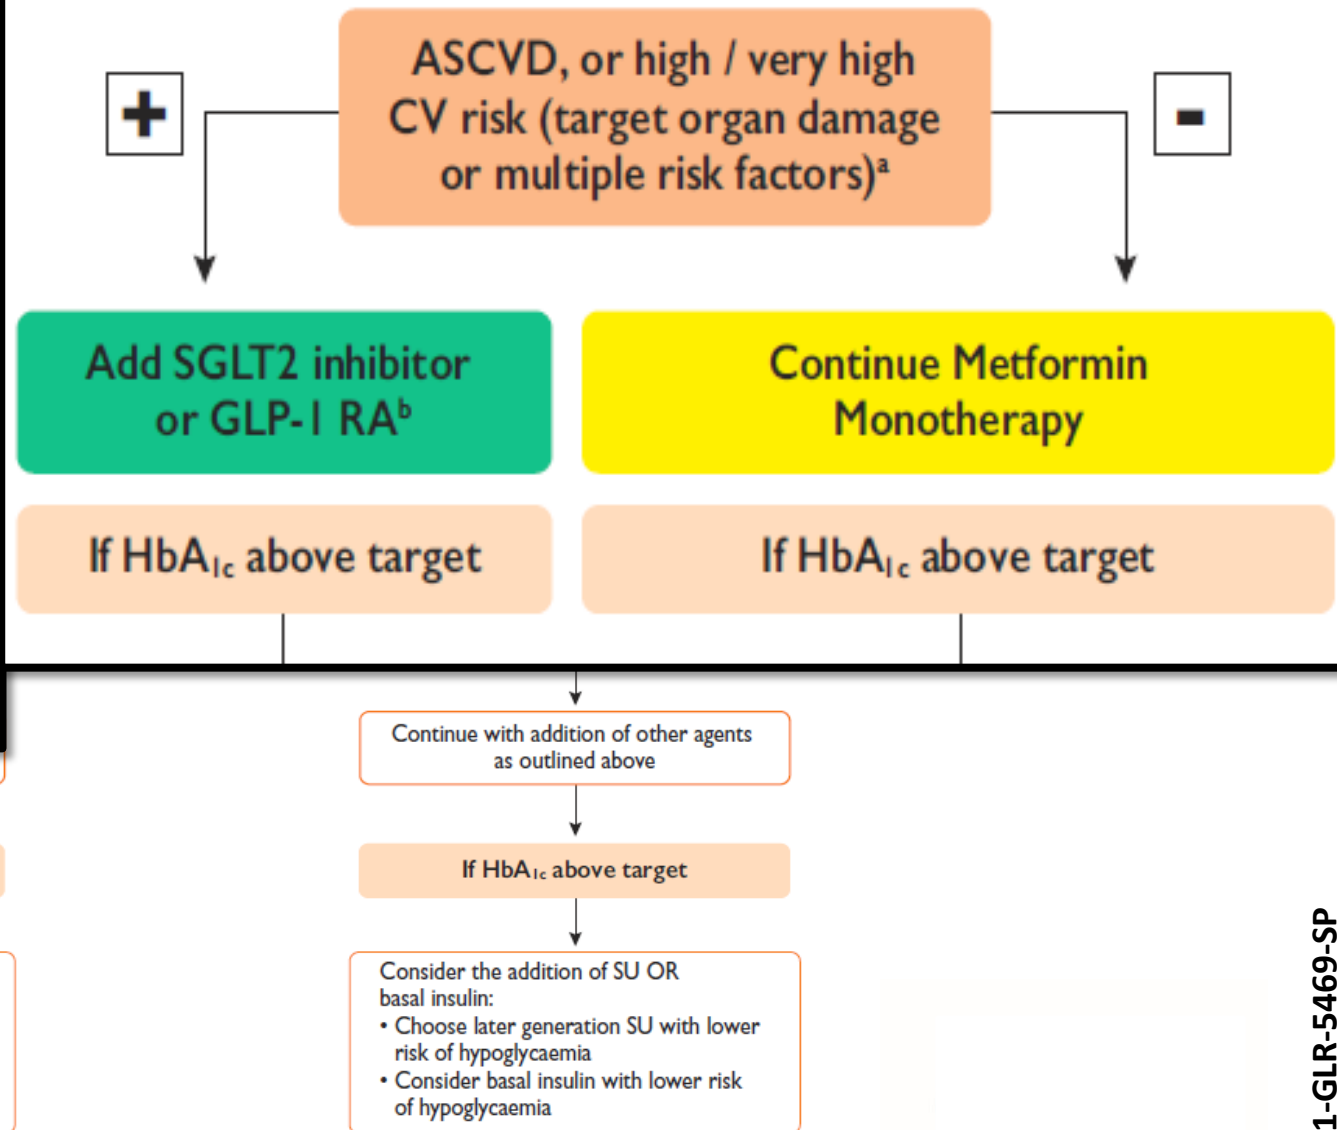 ASCVD, or high / very high
CV risk (target organ damage
or multiple risk factors)ᵃ
+
-
Add SGLT2 inhibitor
or GLP-1 RAᵇ
Continue Metformin
Monotherapy
If HbA₁c above target
If HbA₁c above target
Continue with addition of other agents
as outlined above
If HbA₁c above target
Consider the addition of SU OR
basal insulin:
• Choose later generation SU with lower
risk of hypoglycaemia
• Consider basal insulin with lower risk
of hypoglycaemia
1-GLR-5469-SP